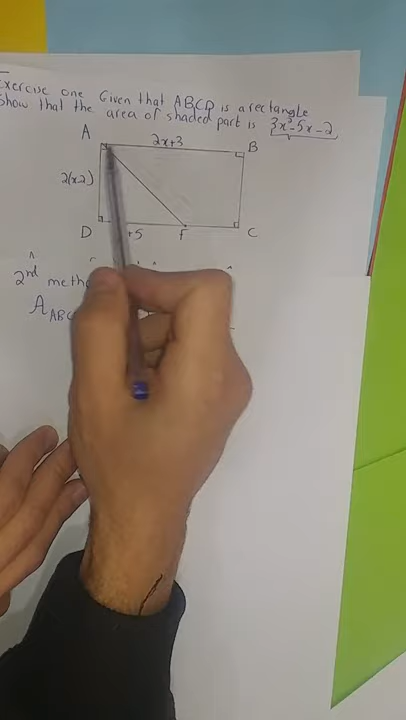 Exercise one Given that ABCD is a rectangle
Show that the area of shaded part is 3x²-5x-2
A 2x+3 B
2(x-2)
D +5 F C
2nd meth
A ABC